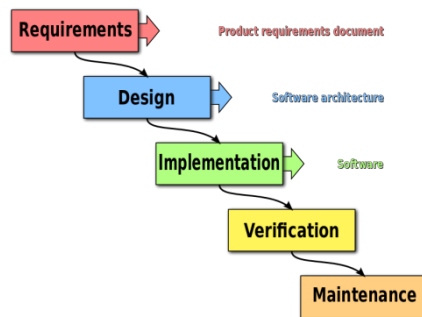 Requirements
Product requirements document
Design
Software architecture
Implementation
Software
Verification
Maintenance